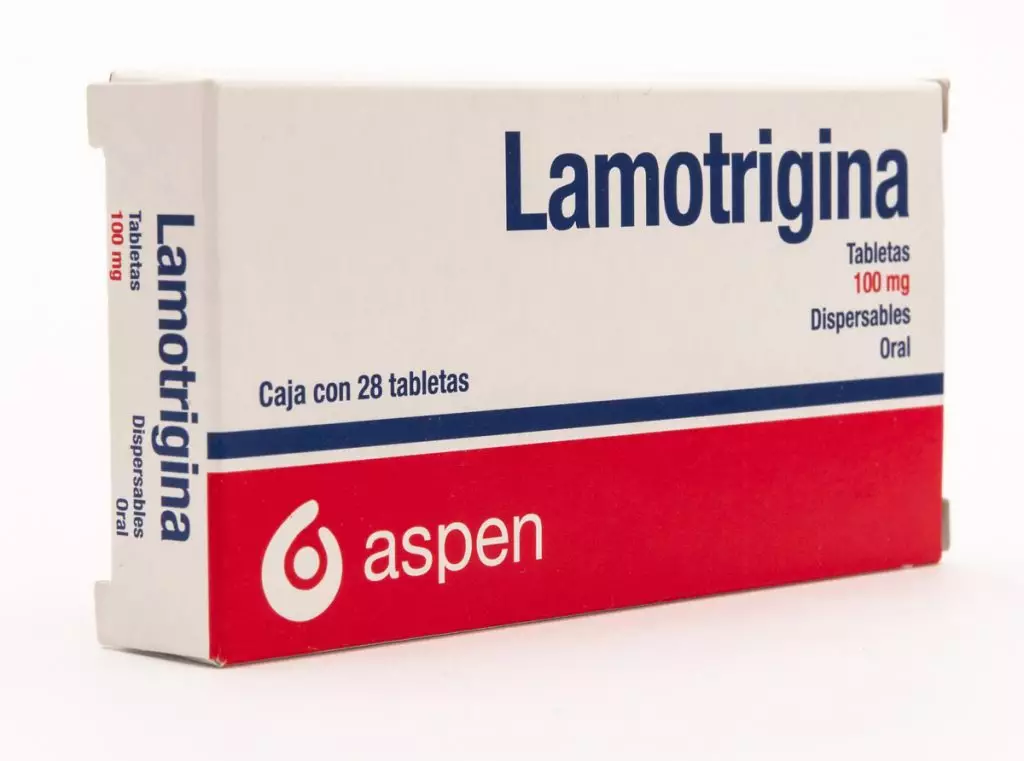 Lamotrigina
Tabletas
100 mg
Dispersables
Oral
Caja con 28 tabletas
aspen
Lamotrigina
Tabletas
100 mg
Dispersables
Oral